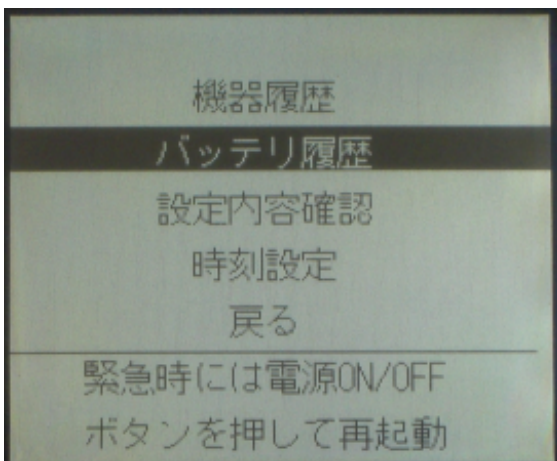 機器履歴
バッテリ履歴
設定内容確認
時刻設定
戻る
緊急時には電源ON/OFF
ボタンを押して再起動